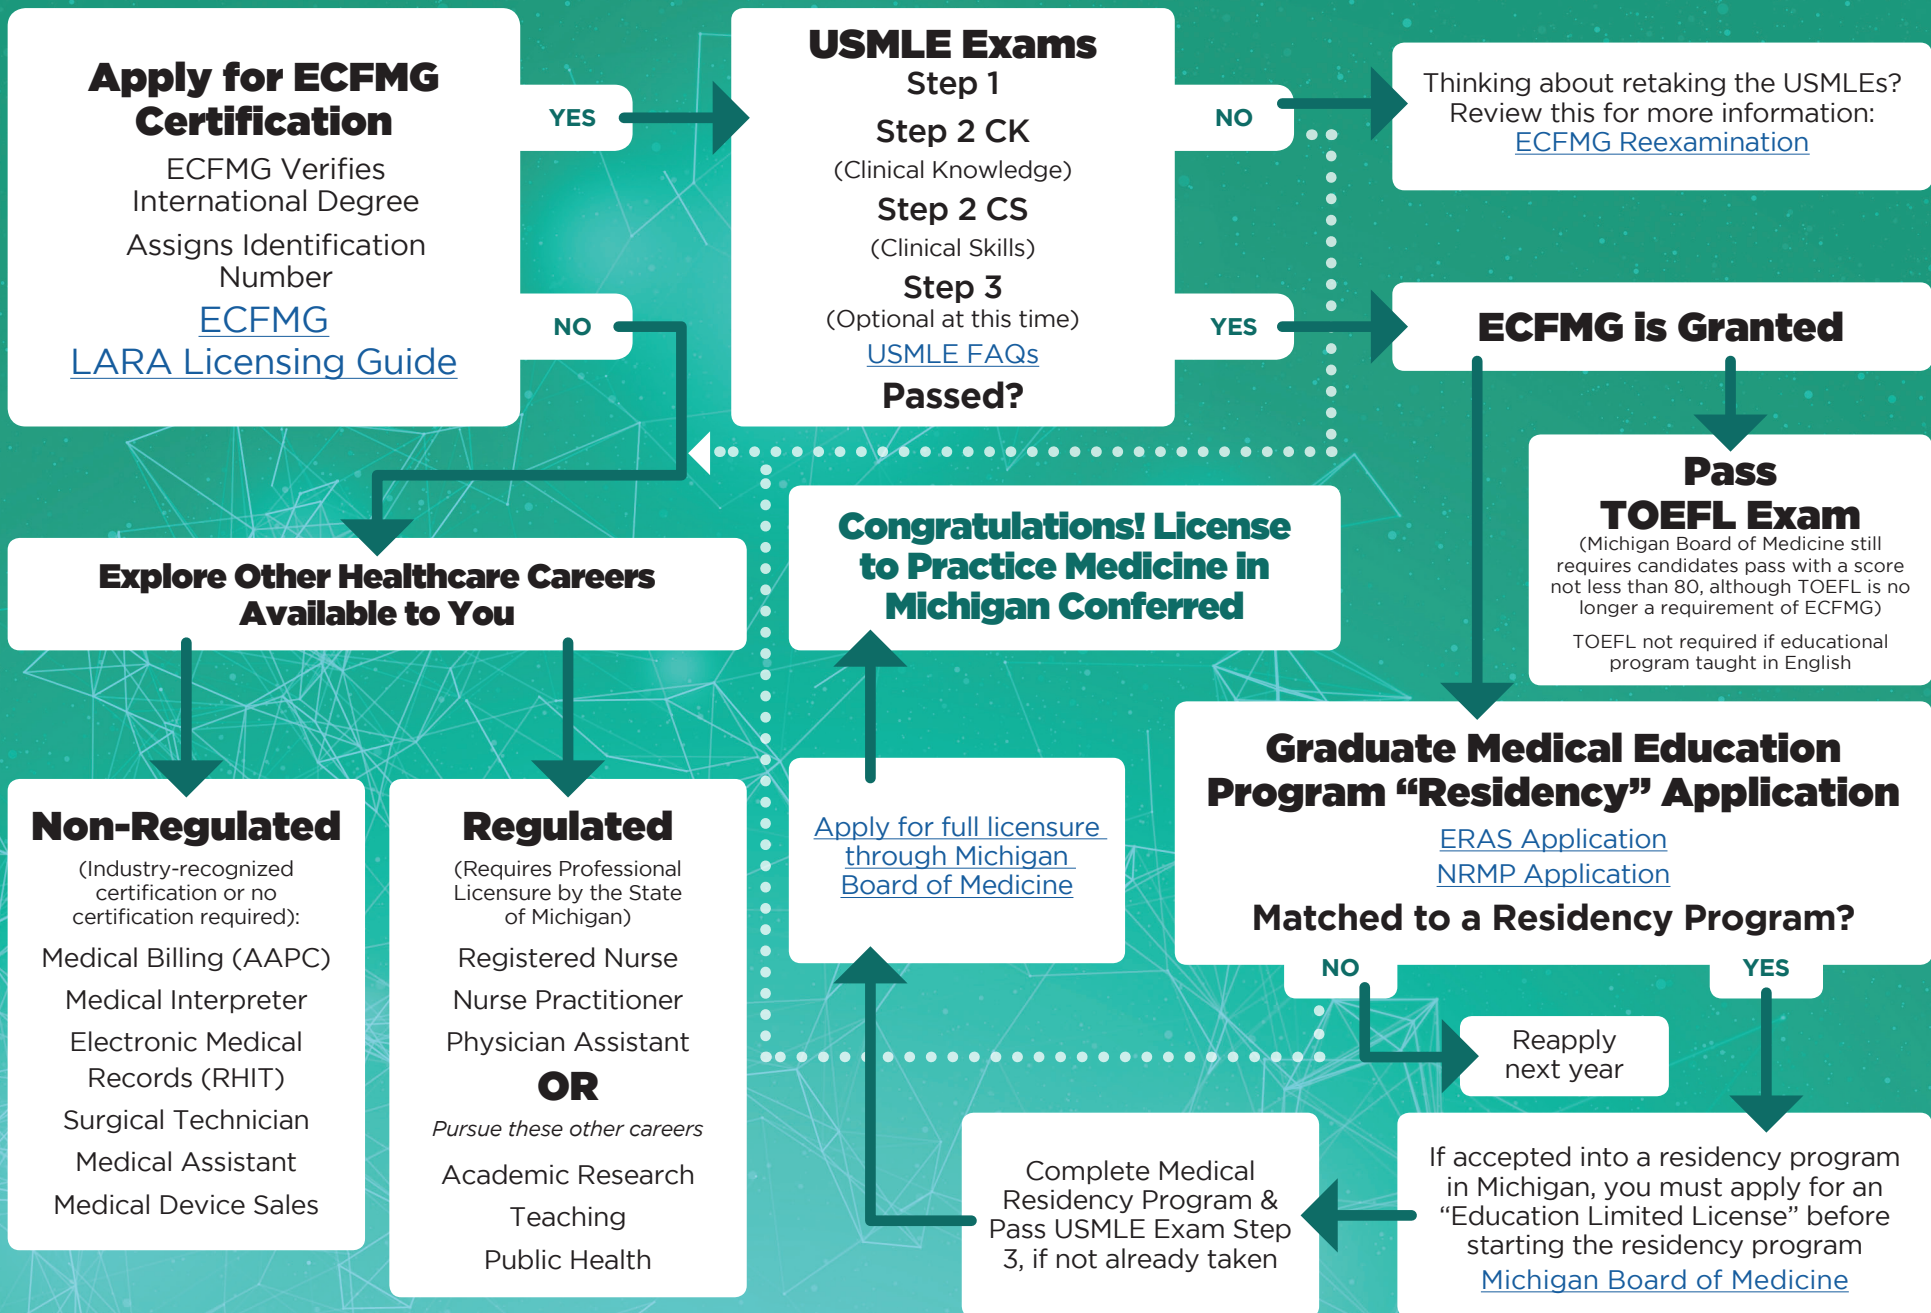 Apply for ECFMG
Certification
ECFMG Verifies
International Degree
Assigns Identification
Number
ECFMG
LARA Licensing Guide
YES
NO
USMLE Exams
Step 1
Step 2 CK
(Clinical Knowledge)
Step 2 CS
(Clinical Skills)
Step 3
(Optional at this time)
USMLE FAQs
Passed?
NO
YES
Thinking about retaking the USMLEs?
Review this for more information:
ECFMG Reexamination
ECFMG is Granted
Pass
TOEFL Exam
(Michigan Board of Medicine still
requires candidates pass with a score
not less than 80, although TOEFL is no
longer a requirement of ECFMG)
TOEFL not required if educational
program taught in English
Explore Other Healthcare Careers
Available to You
Non-Regulated
(Industry-recognized
certification or no
certification required):
Medical Billing (AAPC)
Medical Interpreter
Electronic Medical
Records (RHIT)
Surgical Technician
Medical Assistant
Medical Device Sales
Regulated
(Requires Professional
Licensure by the State
of Michigan)
Registered Nurse
Nurse Practitioner
Physician Assistant
OR
Pursue these other careers
Academic Research
Teaching
Public Health
Congratulations! License
to Practice Medicine in
Michigan Conferred
Apply for full licensure
through Michigan
Board of Medicine
Graduate Medical Education
Program “Residency” Application
ERAS Application
NRMP Application
Matched to a Residency Program?
NO
YES
Reapply
next year
Complete Medical
Residency Program &
Pass USMLE Exam Step
3, if not already taken
If accepted into a residency program
in Michigan, you must apply for an
“Education Limited License” before
starting the residency program
Michigan Board of Medicine